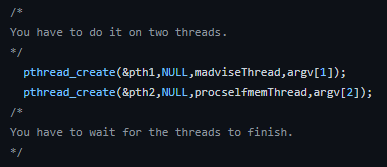 /*
You have to do it on two threads.
*/
pthread_create(&pth1,NULL,madviseThread,argv[1]);
pthread_create(&pth2,NULL,procselfmemThread,argv[2]);
/*
You have to wait for the threads to finish.
*/